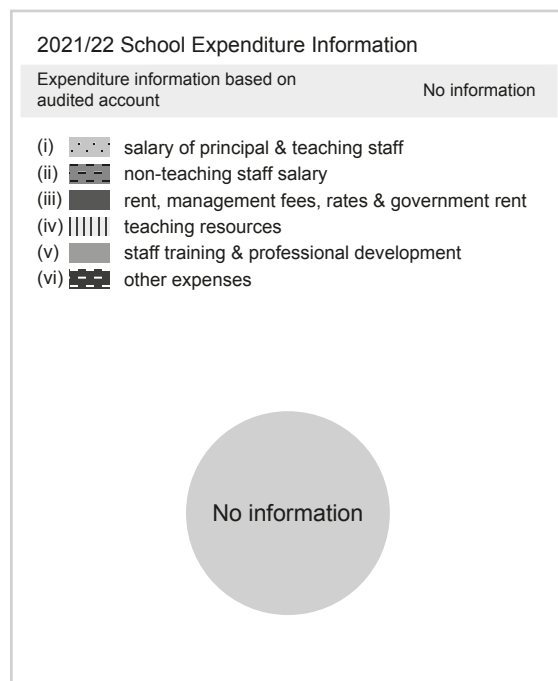 2021/22 School Expenditure Information
Expenditure information based on
audited account
No information
(i) salary of principal & teaching staff
(ii) non-teaching staff salary
(iii) rent, management fees, rates & government rent
(iv) teaching resources
(v) staff training & professional development
(vi) other expenses
No information